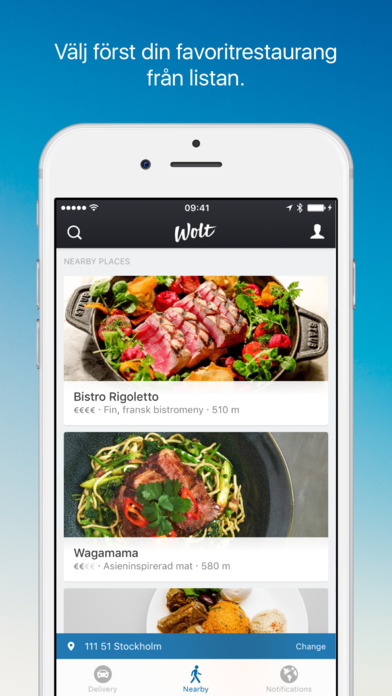 Välj först din favoritrestaurang
från listan.
09:41
Wolt
NEARBY PLACES
STAUB
Bistro Rigoletto
€€€€ · Fin, fransk bistromeny · 510 m
Wagamama
€€€€ · Asieninspirerad mat · 580 m
111 51 Stockholm Change
Delivery Nearby Notifications